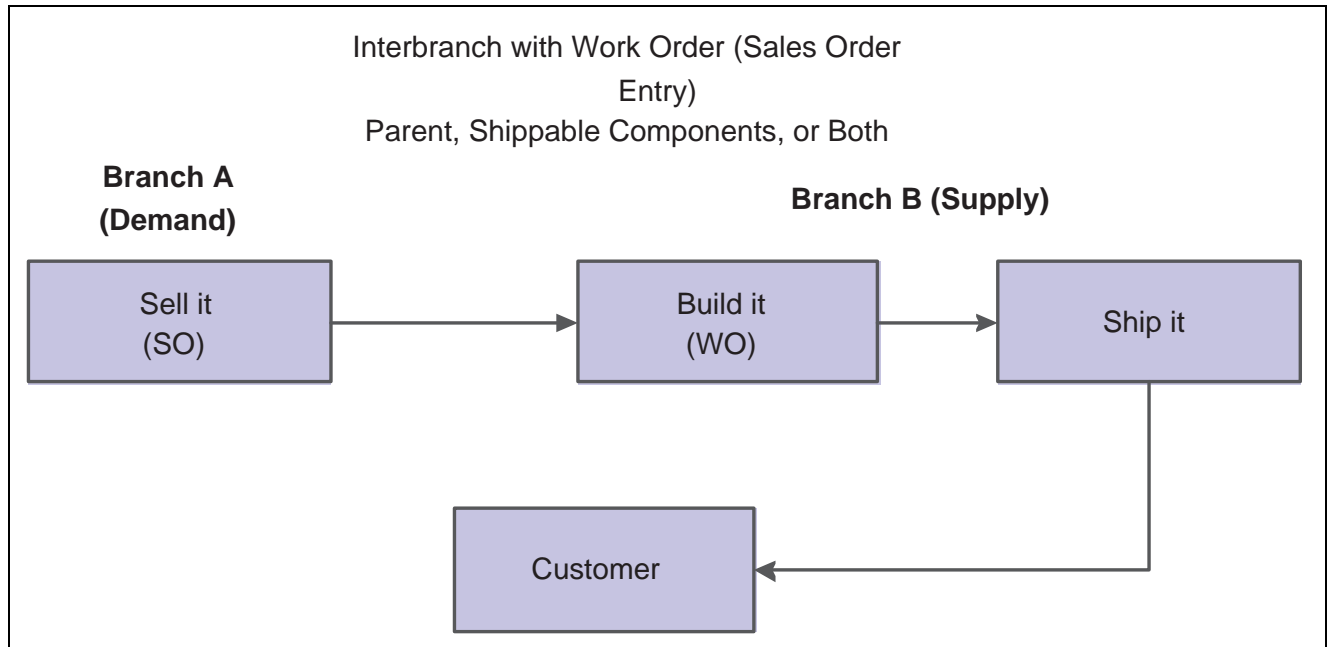 Interbranch with Work Order (Sales Order
Entry)
Parent, Shippable Components, or Both
Branch A
(Demand)
Branch B (Supply)
Sell it
(SO)
Build it
(WO)
Ship it
Customer